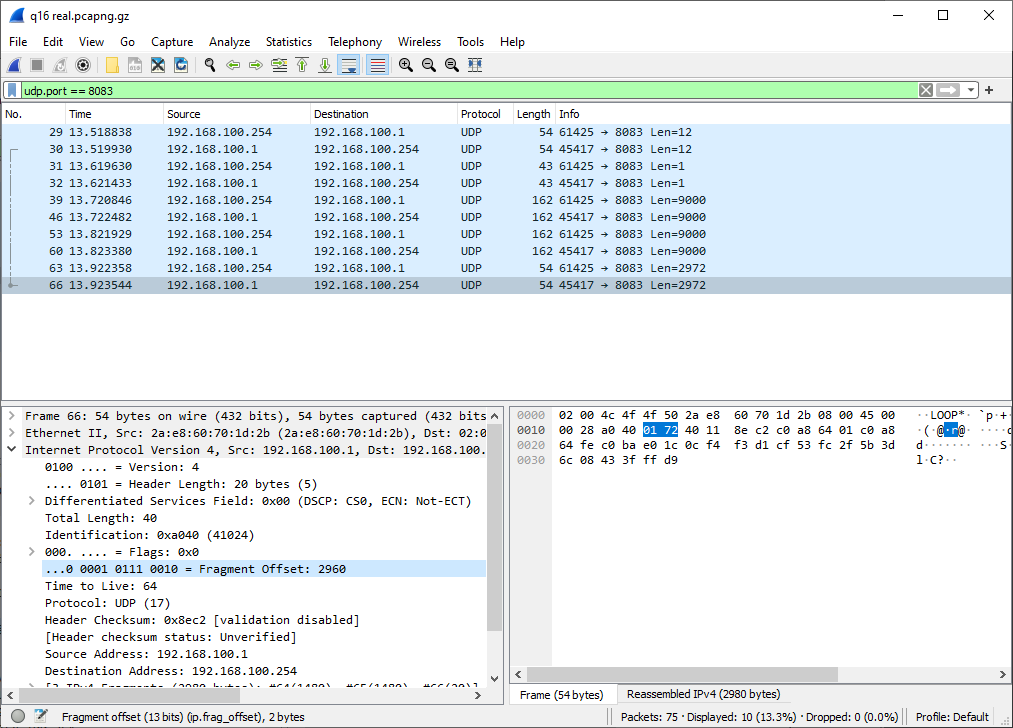 q16 real.pcapng.gz
File Edit View Go Capture Analyze Statistics Telephony Wireless Tools Help
udp.port == 8083
No. Time Source Destination Protocol Length Info
29 13.518838 192.168.100.254 192.168.100.1 UDP 54 61425 → 8083 Len=12
30 13.519930 192.168.100.1 192.168.100.254 UDP 54 45417 → 8083 Len=12
31 13.619630 192.168.100.254 192.168.100.1 UDP 43 61425 → 8083 Len=1
32 13.621433 192.168.100.1 192.168.100.254 UDP 43 45417 → 8083 Len=1
39 13.720846 192.168.100.254 192.168.100.1 UDP 162 61425 → 8083 Len=9000
46 13.722482 192.168.100.1 192.168.100.254 UDP 162 45417 → 8083 Len=9000
53 13.821929 192.168.100.254 192.168.100.1 UDP 162 61425 → 8083 Len=9000
60 13.823380 192.168.100.1 192.168.100.254 UDP 162 45417 → 8083 Len=9000
63 13.922358 192.168.100.254 192.168.100.1 UDP 54 61425 → 8083 Len=2972
66 13.923544 192.168.100.1 192.168.100.254 UDP 54 45417 → 8083 Len=2972
Frame 66: 54 bytes on wire (432 bits), 54 bytes captured (432 bits
Ethernet II, Src: 2a:e8:60:70:1d:2b (2a:e8:60:70:1d:2b), Dst: 02:0
Internet Protocol Version 4, Src: 192.168.100.1, Dst: 192.168.100.
0100 .... = Version: 4
.... 0101 = Header Length: 20 bytes (5)
Differentiated Services Field: 0x00 (DSCP: CS0, ECN: Not-ECT)
Total Length: 40
Identification: 0xa040 (41024)
000. .... = Flags: 0x0
...0 0001 0111 0010 = Fragment Offset: 2960
Time to Live: 64
Protocol: UDP (17)
Header Checksum: 0x8ec2 [validation disabled]
[Header checksum status: Unverified]
Source Address: 192.168.100.1
Destination Address: 192.168.100.254
[3 IPv4 Fragments (2980 bytes): #64(1480), #65(1480), #66(20)]
0000 02 00 4c 4f 4f 50 2a e8 60 70 1d 2b 08 00 45 00 ··LOOP*· `p·+
0010 00 28 a0 40 01 72 40 11 8e c2 c0 a8 64 01 c0 a8 ·(·@·r@· ····d
0020 64 fe c0 ba e0 1c 0c f4 f3 d1 cf 53 fc 2f 5b 3d d······· ···S
0030 6c 08 43 3f ff d9 l·C?··
Frame (54 bytes) Reassembled IPv4 (2980 bytes)
Fragment offset (13 bits) (ip.frag_offset), 2 bytes Packets: 75 · Displayed: 10 (13.3%) · Dropped: 0 (0.0%) Profile: Default